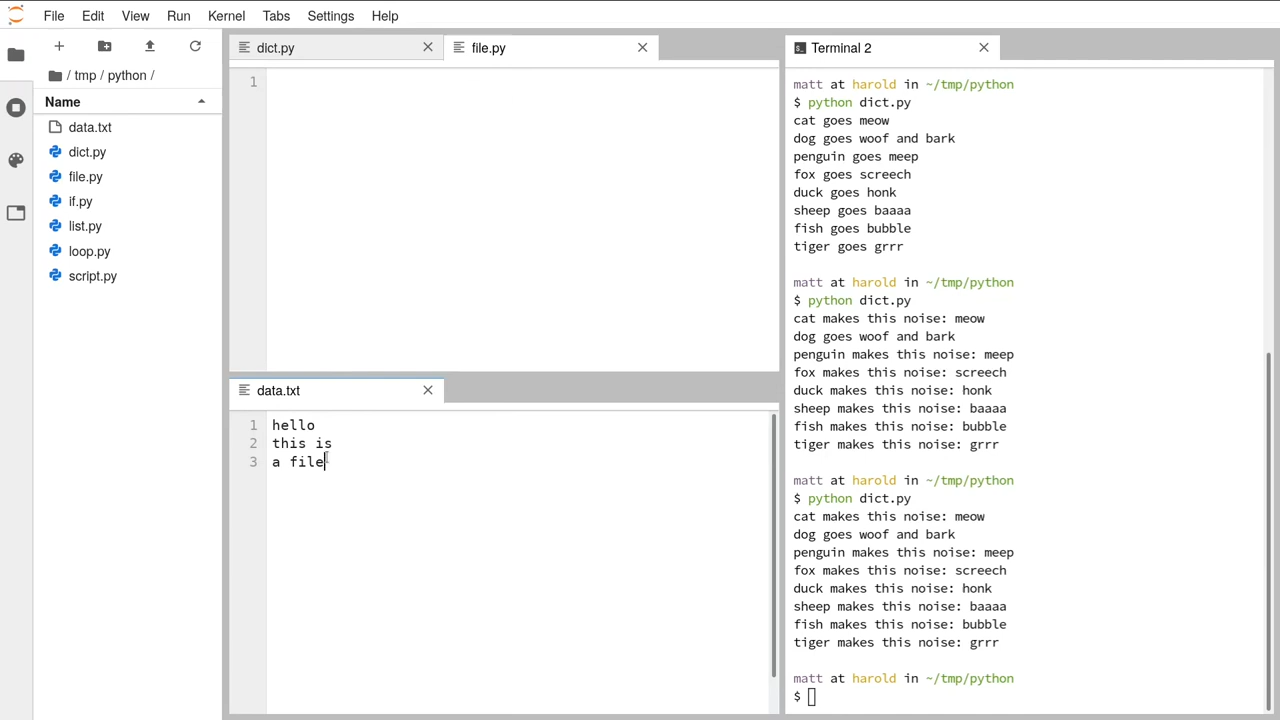 File Edit View Run Kernel Tabs Settings Help
/ tmp / python /
Name
data.txt
dict.py
file.py
if.py
list.py
loop.py
script.py
dict.py
file.py
1
data.txt
1 hello
2 this is
3 a file
Terminal 2
matt at harold in ~/tmp/python
$ python dict.py
cat goes meow
dog goes woof and bark
penguin goes meep
fox goes screech
duck goes honk
sheep goes baaaa
fish goes bubble
tiger goes grrr
matt at harold in ~/tmp/python
$ python dict.py
cat makes this noise: meow
dog goes woof and bark
penguin makes this noise: meep
fox makes this noise: screech
duck makes this noise: honk
sheep makes this noise: baaaa
fish makes this noise: bubble
tiger makes this noise: grrr
matt at harold in ~/tmp/python
$ python dict.py
cat makes this noise: meow
dog goes woof and bark
penguin makes this noise: meep
fox makes this noise: screech
duck makes this noise: honk
sheep makes this noise: baaaa
fish makes this noise: bubble
tiger makes this noise: grrr
matt at harold in ~/tmp/python
$